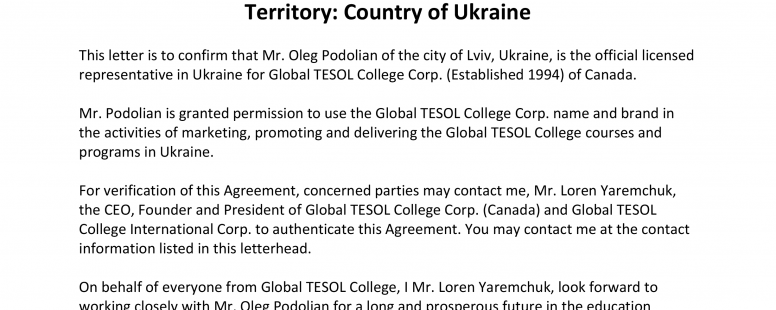 Territory: Country of Ukraine
This letter is to confirm that Mr. Oleg Podolian of the city of Lviv, Ukraine, is the official licensed
representative in Ukraine for Global TESOL College Corp. (Established 1994) of Canada.
Mr. Podolian is granted permission to use the Global TESOL College Corp. name and brand in
the activities of marketing, promoting and delivering the Global TESOL College courses and
programs in Ukraine.
For verification of this Agreement, concerned parties may contact me, Mr. Loren Yaremchuk,
the CEO, Founder and President of Global TESOL College Corp. (Canada) and Global TESOL
College International Corp. to authenticate this Agreement. You may contact me at the contact
information listed in this letterhead.
On behalf of everyone from Global TESOL College, I Mr. Loren Yaremchuk, look forward to
working closely with Mr. Oleg Podolian for a long and prosperous future in the education